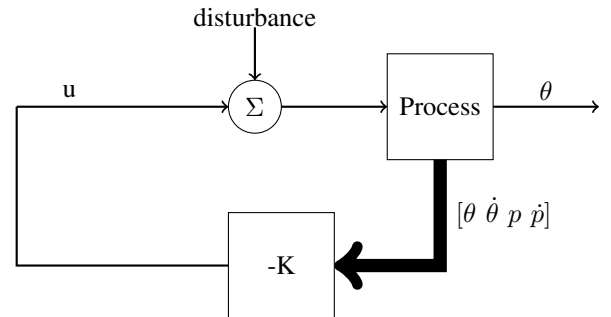 disturbance
u
Σ
Process
θ
[θ θ̇ p ṗ]
-K